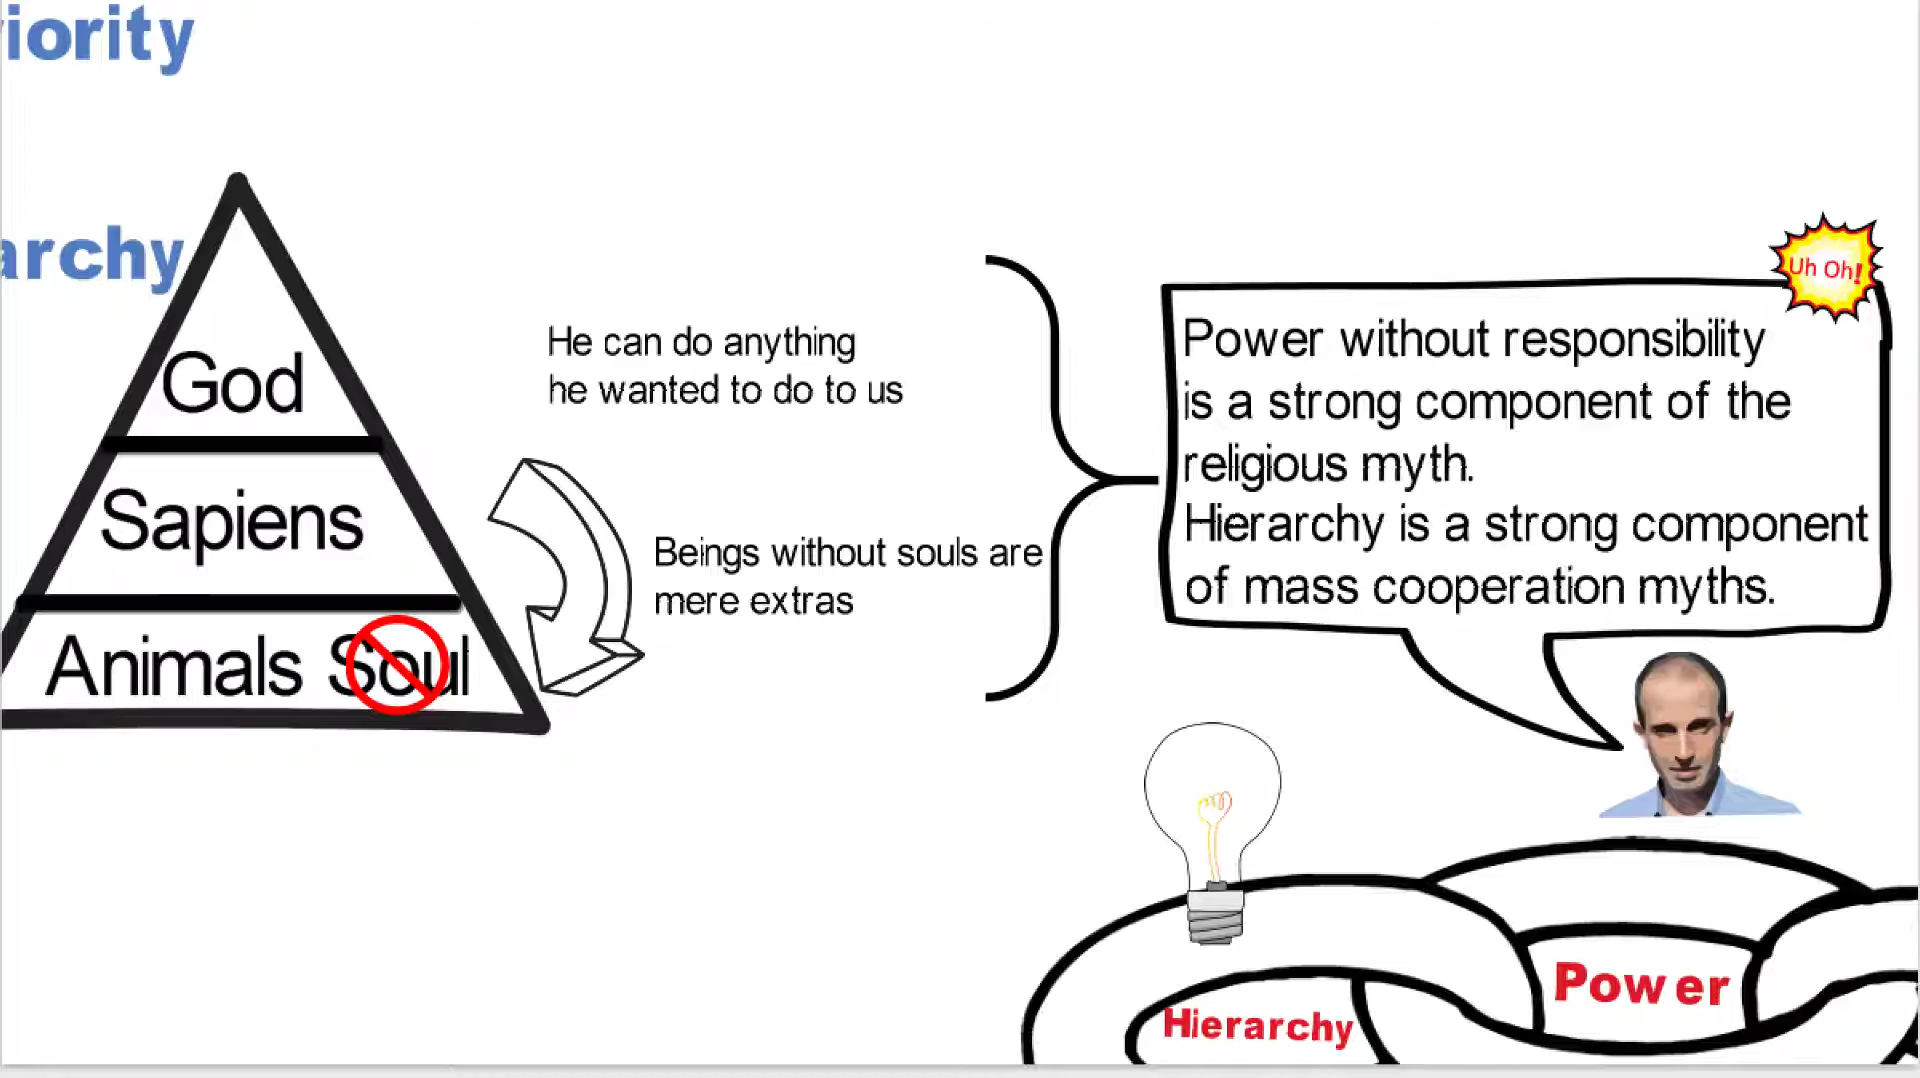 iority
archy
God
Sapiens
Animals Soul
He can do anything
he wanted to do to us
Beings without souls are
mere extras
Uh Oh!
Power without responsibility
is a strong component of the
religious myth.
Hierarchy is a strong component
of mass cooperation myths.
Power
Hierarchy